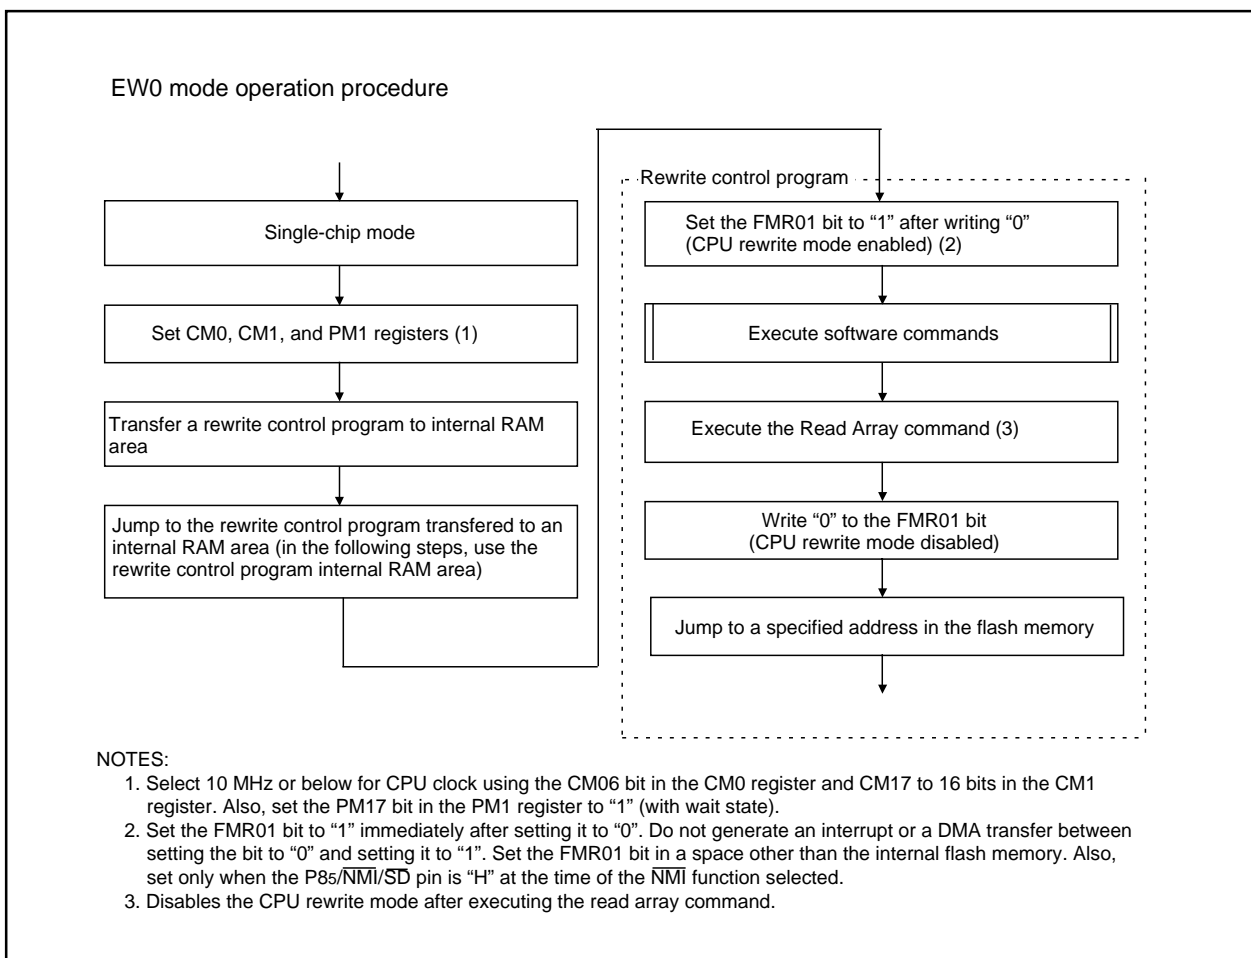 EW0 mode operation procedure
Single-chip mode
Set CM0, CM1, and PM1 registers (1)
Transfer a rewrite control program to internal RAM
area
Jump to the rewrite control program transfered to an
internal RAM area (in the following steps, use the
rewrite control program internal RAM area)
Rewrite control program
Set the FMR01 bit to “1” after writing “0”
(CPU rewrite mode enabled) (2)
Execute software commands
Execute the Read Array command (3)
Write “0” to the FMR01 bit
(CPU rewrite mode disabled)
Jump to a specified address in the flash memory
NOTES:
1. Select 10 MHz or below for CPU clock using the CM06 bit in the CM0 register and CM17 to 16 bits in the CM1
register. Also, set the PM17 bit in the PM1 register to “1” (with wait state).
2. Set the FMR01 bit to “1” immediately after setting it to “0”. Do not generate an interrupt or a DMA transfer between
setting the bit to “0” and setting it to “1”. Set the FMR01 bit in a space other than the internal flash memory. Also,
set only when the P85/N̅M̅I̅/S̅D̅ pin is “H” at the time of the N̅M̅I̅ function selected.
3. Disables the CPU rewrite mode after executing the read array command.